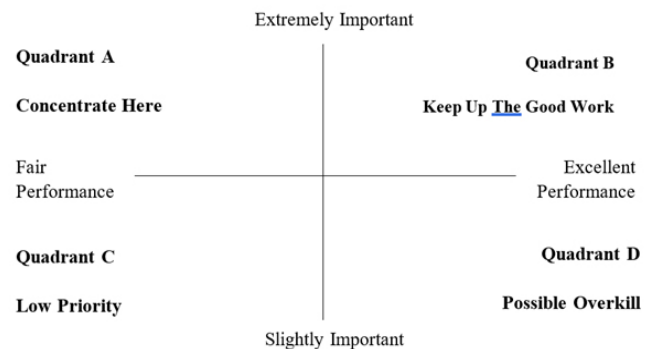 Extremely Important
Quadrant A
Quadrant B
Concentrate Here
Keep Up The Good Work
Fair
Performance
Excellent
Performance
Quadrant C
Quadrant D
Low Priority
Possible Overkill
Slightly Important